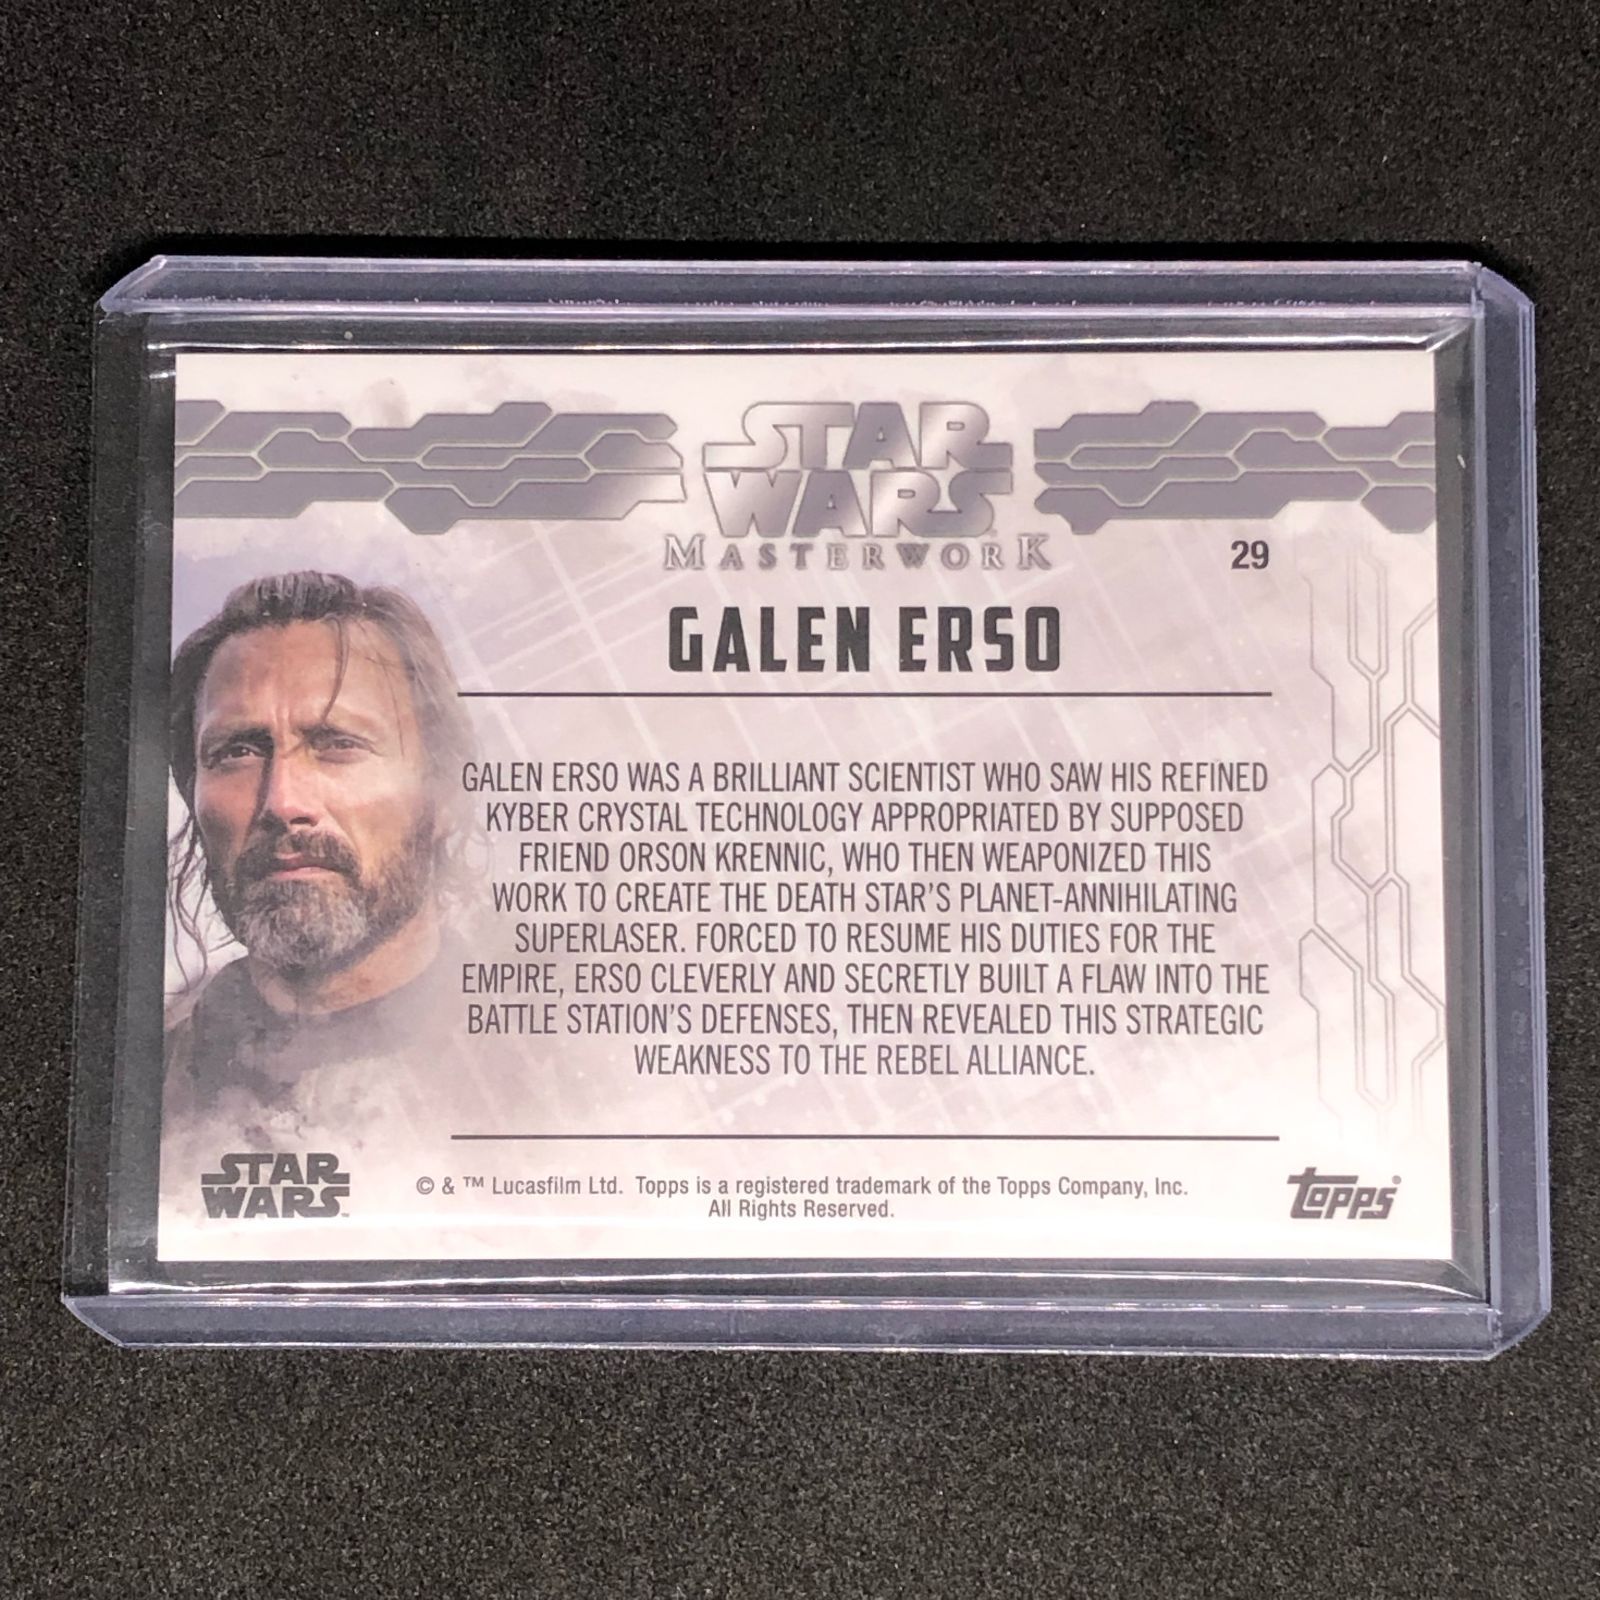 STAR
WARS
MASTERWORK
29
GALEN ERSO
GALEN ERSO WAS A BRILLIANT SCIENTIST WHO SAW HIS REFINED
KYBER CRYSTAL TECHNOLOGY APPROPRIATED BY SUPPOSED
FRIEND ORSON KRENNIC, WHO THEN WEAPONIZED THIS
WORK TO CREATE THE DEATH STAR'S PLANET-ANNIHILATING
SUPERLASER. FORCED TO RESUME HIS DUTIES FOR THE
EMPIRE, ERSO CLEVERLY AND SECRETLY BUILT A FLAW INTO THE
BATTLE STATION'S DEFENSES, THEN REVEALED THIS STRATEGIC
WEAKNESS TO THE REBEL ALLIANCE.
STAR
WARS™
© & ™ Lucasfilm Ltd. Topps is a registered trademark of the Topps Company, Inc.
All Rights Reserved.
topps®